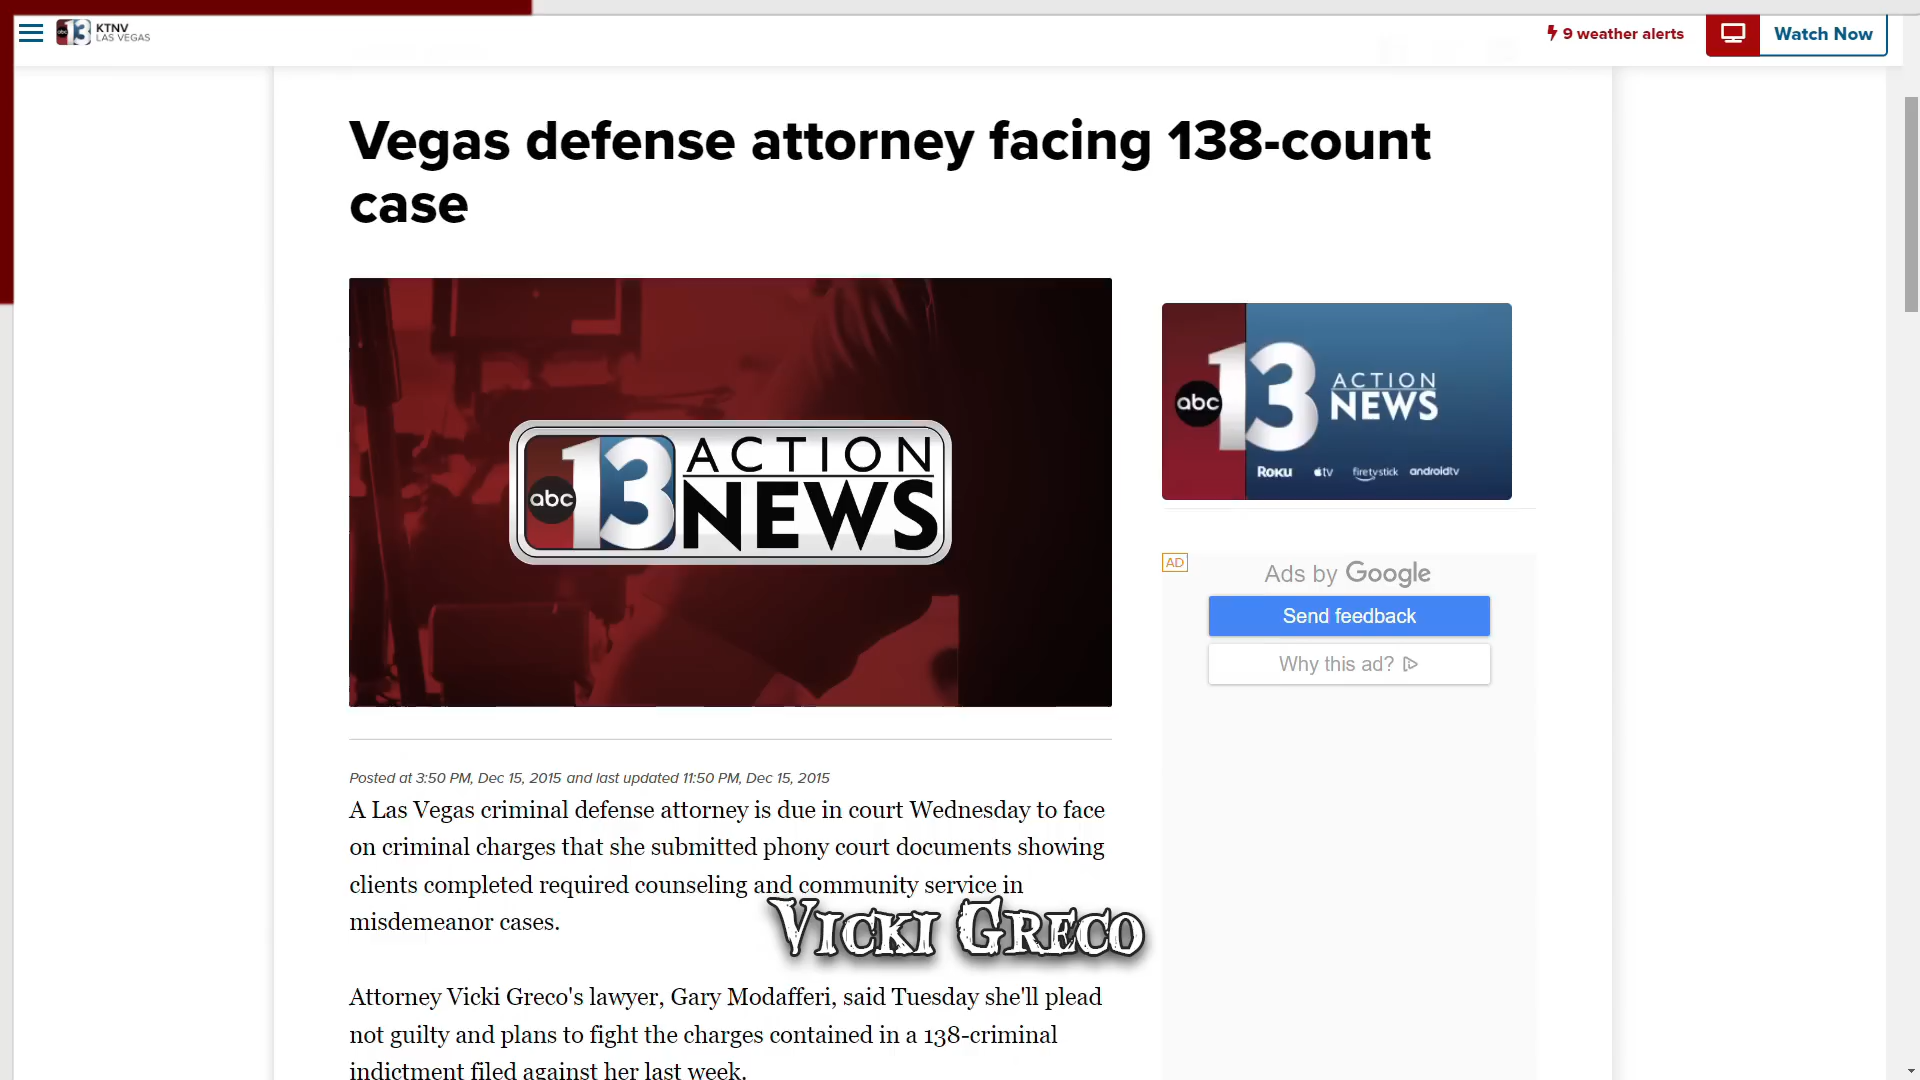 KTNV
LAS VEGAS
9 weather alerts
Watch Now
Vegas defense attorney facing 138-count
case
abc 13 ACTION
NEWS
abc 13 ACTION
NEWS
Roku tv firetvstick androidtv
AD
Ads by Google
Send feedback
Why this ad?
Posted at 3:50 PM, Dec 15, 2015 and last updated 11:50 PM, Dec 15, 2015
A Las Vegas criminal defense attorney is due in court Wednesday to face
on criminal charges that she submitted phony court documents showing
clients completed required counseling and community service in
misdemeanor cases.
Vicki Greco
Attorney Vicki Greco's lawyer, Gary Modafferi, said Tuesday she'll plead
not guilty and plans to fight the charges contained in a 138-criminal
indictment filed against her last week.